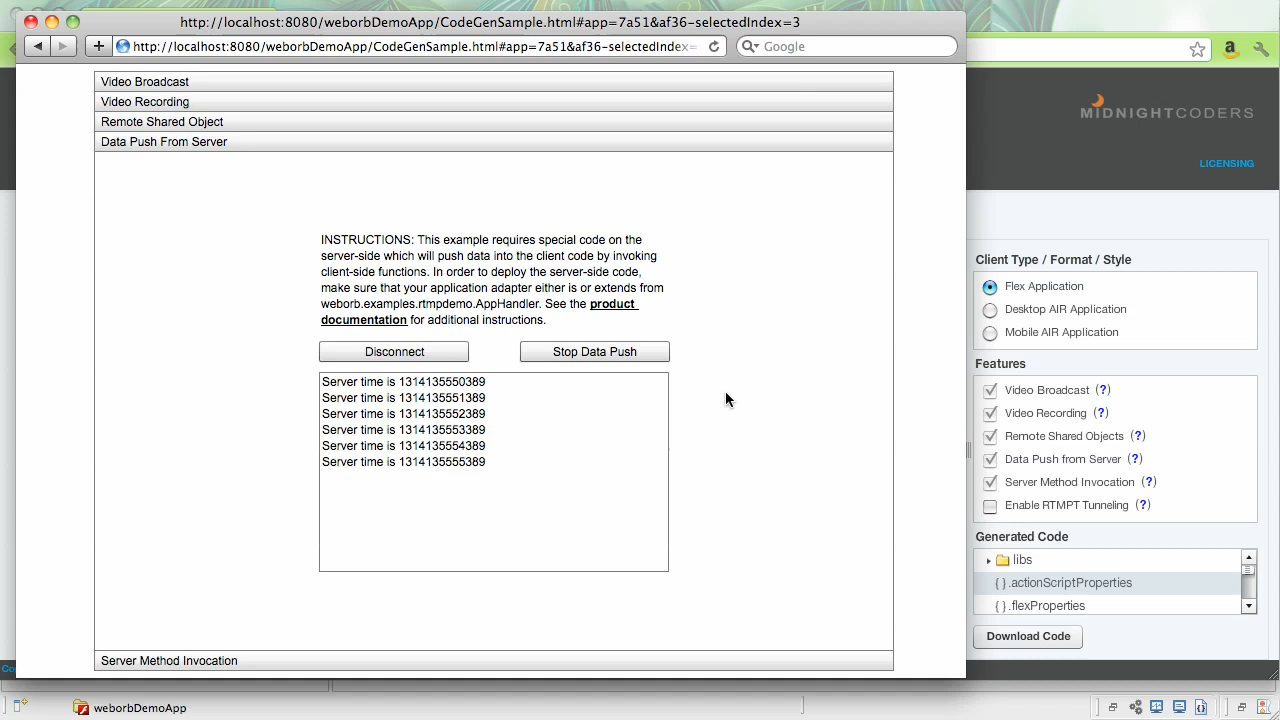 http://localhost:8080/weborbDemoApp/CodeGenSample.html#app=7a51&af36-selectedIndex=3
http://localhost:8080/weborbDemoApp/CodeGenSample.html#app=7a51&af36-selectedIndex=
Google
Video Broadcast
Video Recording
Remote Shared Object
Data Push From Server
INSTRUCTIONS: This example requires special code on the
server-side which will push data into the client code by invoking
client-side functions. In order to deploy the server-side code,
make sure that your application adapter either is or extends from
weborb.examples.rtmpdemo.AppHandler. See the product
documentation for additional instructions.
Disconnect
Stop Data Push
Server time is 1314135550389
Server time is 1314135551389
Server time is 1314135552389
Server time is 1314135553389
Server time is 1314135554389
Server time is 1314135555389
Server Method Invocation
MIDNIGHTCODERS
LICENSING
Client Type / Format / Style
Flex Application
Desktop AIR Application
Mobile AIR Application
Features
Video Broadcast (?)
Video Recording (?)
Remote Shared Objects (?)
Data Push from Server (?)
Server Method Invocation (?)
Enable RTMPT Tunneling (?)
Generated Code
libs
{ } .actionScriptProperties
{ } .flexProperties
Download Code
weborbDemoApp